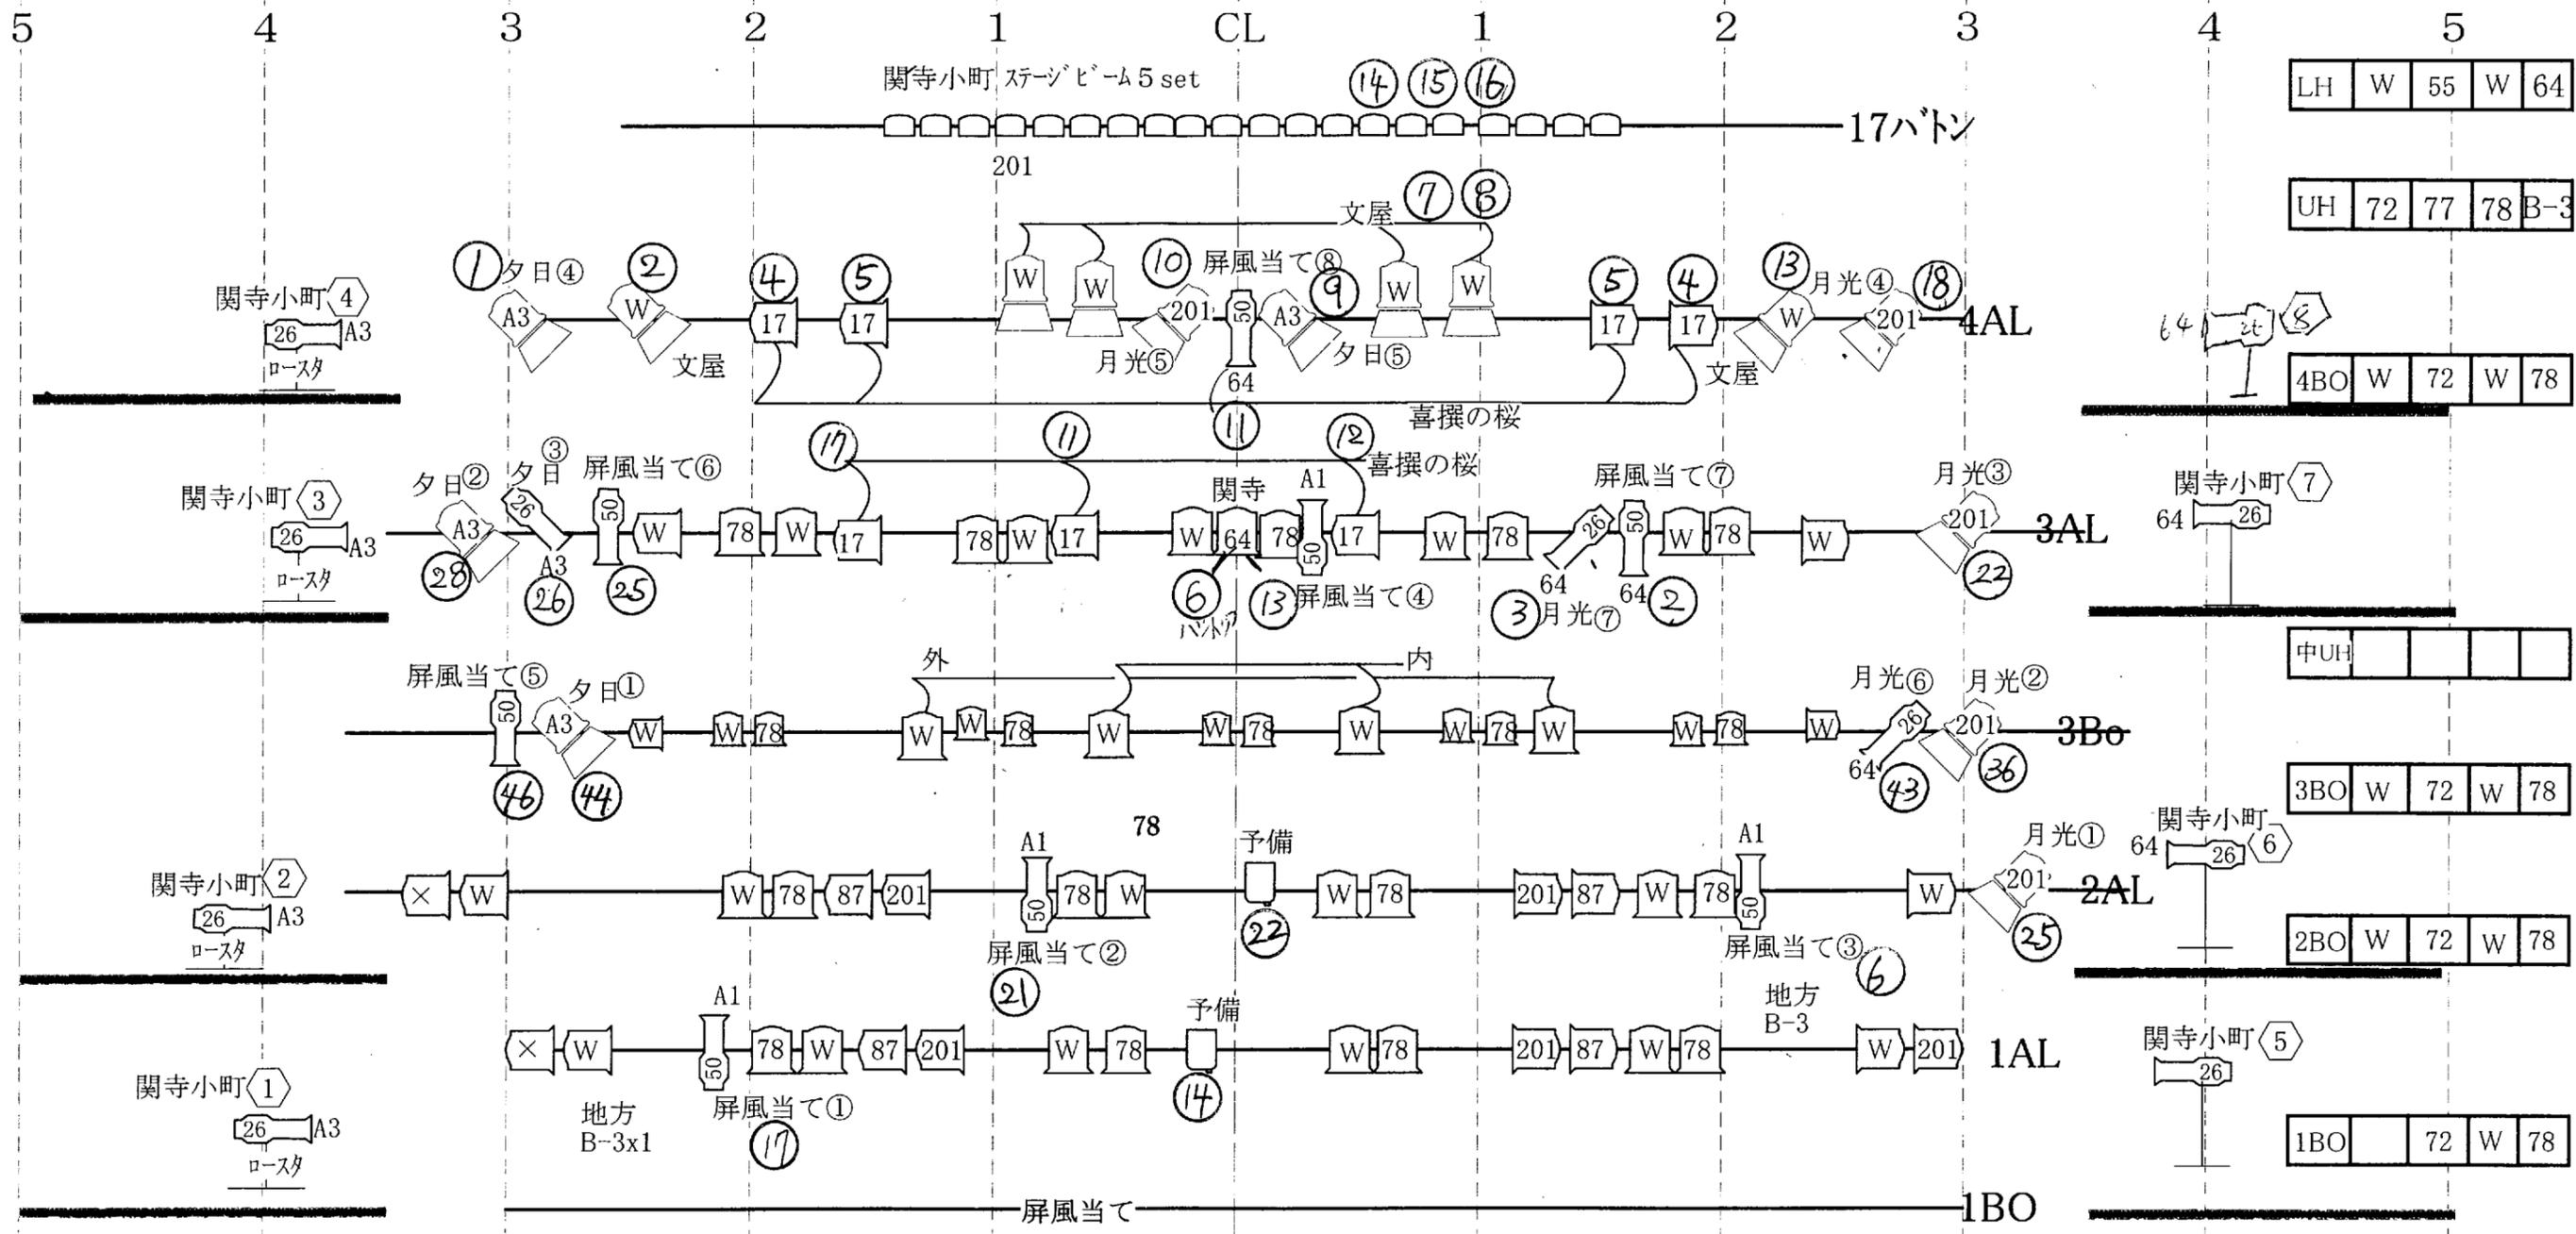 5 4 3 2 1 CL 1 2 3 4 5
関寺小町 ステージビーム5set ⑭ ⑮ ⑯
LH W 55 W 64
17バトン
201
UH 72 77 78 B-3
文屋 ⑦ ⑧
① 夕日④ ② ④ ⑤ ⑩ 屏風当て⑧ ⑨ ⑤ ④ ⑬ 月光④ ⑱
関寺小町 4
26 A3
ロースタ
A3 W 17 17 W W 201 50 A3 W W 17 17 W 201 4AL
64 26 8
文屋 月光⑤ 64 夕日⑤ 文屋
4BO W 72 W 78
⑪ 喜撰の桜
⑰ ⑪ ⑫ 喜撰の桜
関寺小町 3
26 A3
ロースタ
夕日② 夕日③ 屏風当て⑥ 関寺 A1 屏風当て⑦ 月光③
関寺小町 7
64 26
A3 26 50 W 78 W 17 78 W 17 W 64 78 50 17 W 78 26 50 W 78 W 201 3AL
㉘ A3 ㉖ ㉕ ⑥ ⑬ 屏風当て④ 64 ③ 月光⑦ 64 ② ㉒
中UH
外 内
屏風当て⑤ 夕日① 月光⑥ 月光②
50 A3 W W 78 W W 78 W W 78 W W 78 W W 78 W 26 201 3Bo
㊻ ㊹ 64 ㊸ ㊱
3BO W 72 W 78
78
関寺小町 2
26 A3
ロースタ
A1 予備 A1 月光①
関寺小町 6
64 26
× W W 78 87 201 50 78 W W 78 201 87 W 78 50 W 201 2AL
屏風当て② ㉑ ㉒ 屏風当て③ ⑥ ㉕
2BO W 72 W 78
A1 予備 地方
B-3
関寺小町 1
26 A3
ロースタ
× W 50 78 W 87 201 W 78 W 78 201 87 W 78 W 201 1AL
関寺小町 5
26
地方
B-3x1
屏風当て① ⑰ ⑭
1BO 72 W 78
屏風当て 1BO